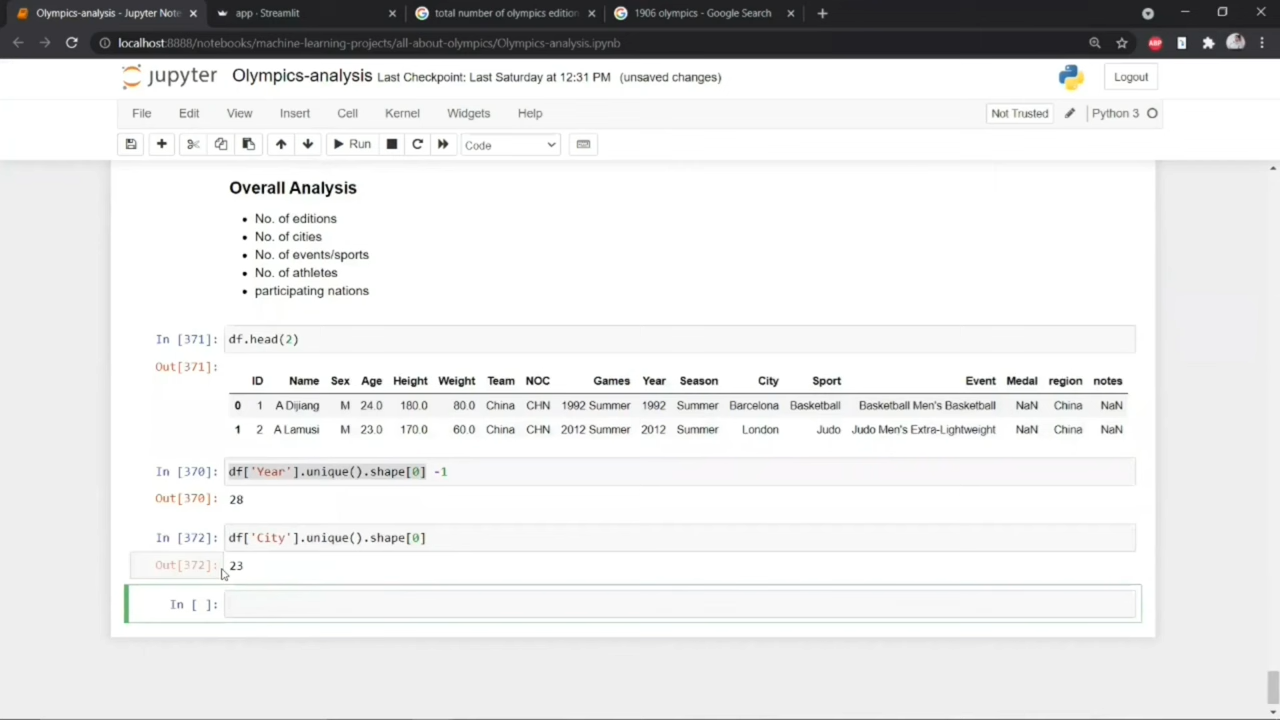 Olympics-analysis - Jupyter Note
app · Streamlit
total number of olympics edition
1906 olympics - Google Search
localhost:8888/notebooks/machine-learning-projects/all-about-olympics/Olympics-analysis.ipynb
ABP
jupyter Olympics-analysis Last Checkpoint: Last Saturday at 12:31 PM (unsaved changes)
Logout
File Edit View Insert Cell Kernel Widgets Help
Not Trusted
Python 3
Run
Code
Overall Analysis
• No. of editions
• No. of cities
• No. of events/sports
• No. of athletes
• participating nations
In [371]: df.head(2)
Out[371]:
ID Name Sex Age Height Weight Team NOC Games Year Season City Sport Event Medal region notes
0 1 A Dijiang M 24.0 180.0 80.0 China CHN 1992 Summer 1992 Summer Barcelona Basketball Basketball Men's Basketball NaN China NaN
1 2 A Lamusi M 23.0 170.0 60.0 China CHN 2012 Summer 2012 Summer London Judo Judo Men's Extra-Lightweight NaN China NaN
In [370]: df['Year'].unique().shape[0] -1
Out[370]: 28
In [372]: df['City'].unique().shape[0]
Out[372]: 23
In [ ]: